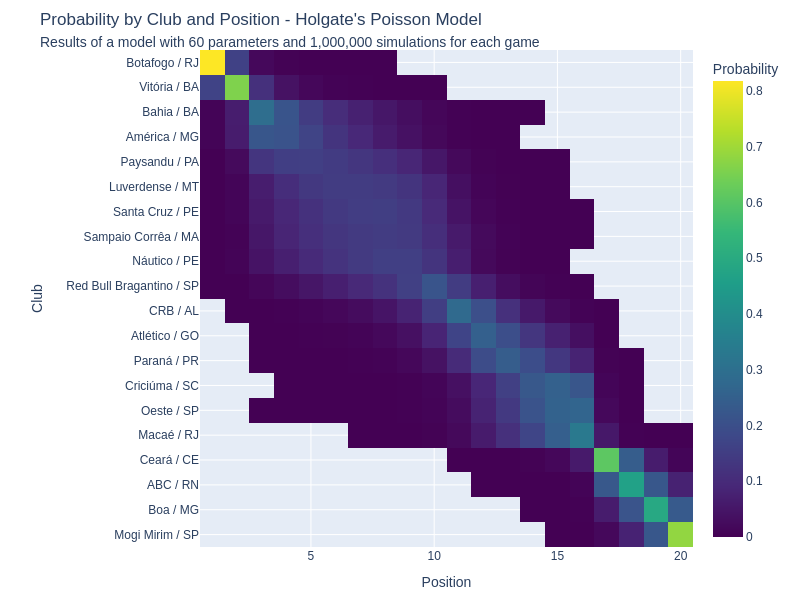 Probability by Club and Position - Holgate's Poisson Model
Results of a model with 60 parameters and 1,000,000 simulations for each game
Probability
Botafogo / RJ
Vitória / BA
Bahia / BA
América / MG
Paysandu / PA
Luverdense / MT
Santa Cruz / PE
Sampaio Corrêa / MA
Náutico / PE
Red Bull Bragantino / SP
CRB / AL
Atlético / GO
Paraná / PR
Criciúma / SC
Oeste / SP
Macaé / RJ
Ceará / CE
ABC / RN
Boa / MG
Mogi Mirim / SP
Club
5
10
15
20
Position
0.8
0.7
0.6
0.5
0.4
0.3
0.2
0.1
0